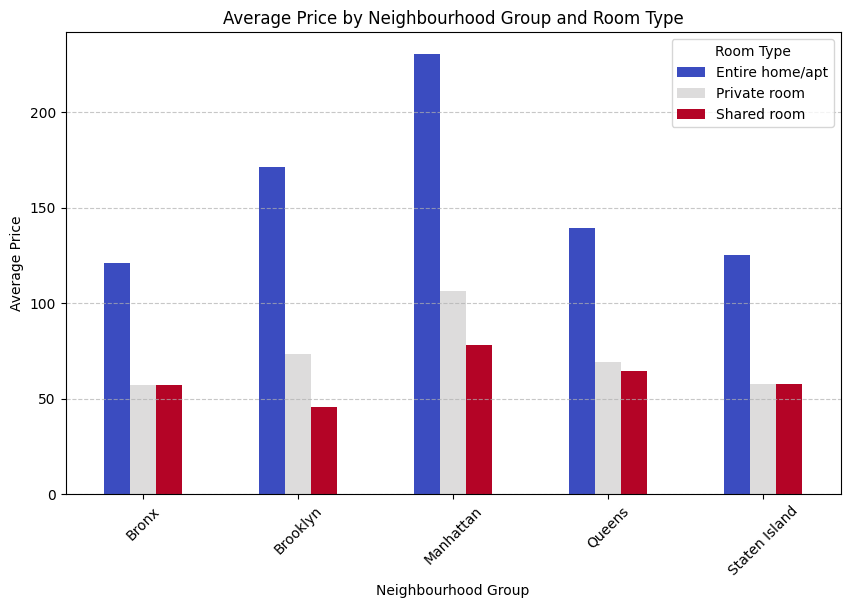 Average Price by Neighbourhood Group and Room Type
Room Type
Entire home/apt
Private room
Shared room
Average Price
200
150
100
50
0
Bronx
Brooklyn
Manhattan
Queens
Staten Island
Neighbourhood Group